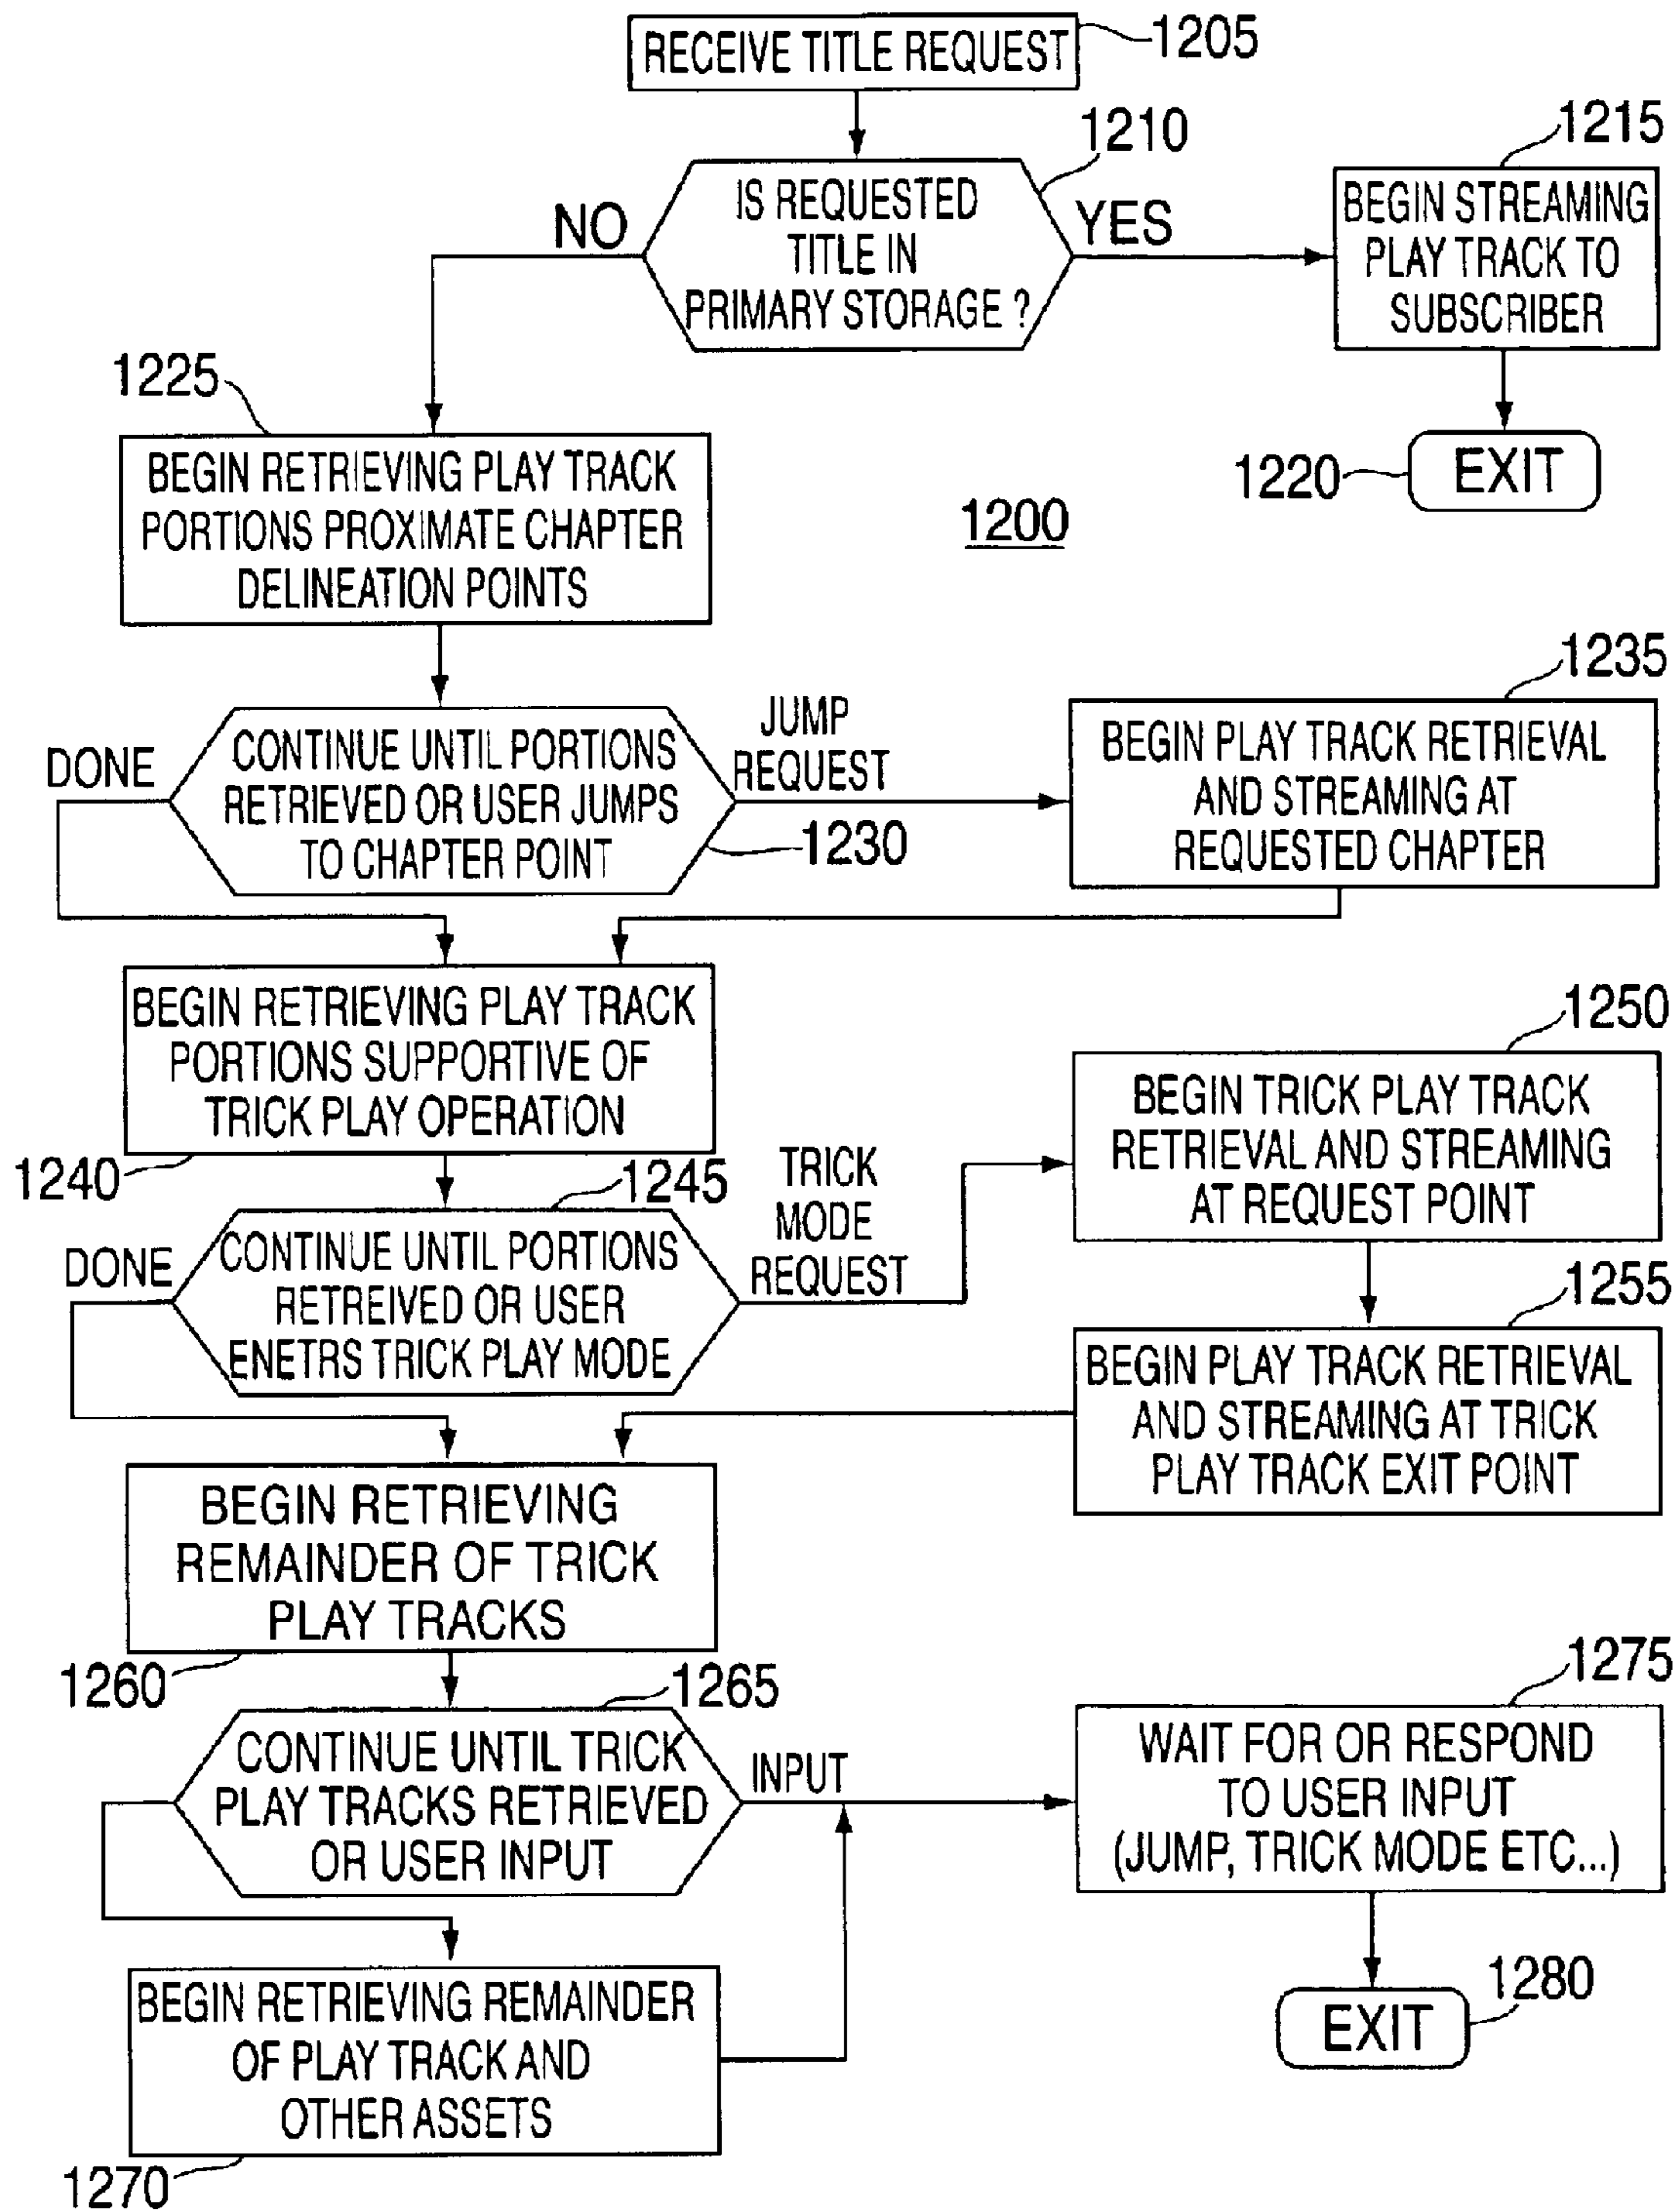 RECEIVE TITLE REQUEST
1205
1210
IS REQUESTED
TITLE IN
PRIMARY STORAGE ?
NO
YES
1215
BEGIN STREAMING
PLAY TRACK TO
SUBSCRIBER
1220
EXIT
1200
1225
BEGIN RETRIEVING PLAY TRACK
PORTIONS PROXIMATE CHAPTER
DELINEATION POINTS
DONE
CONTINUE UNTIL PORTIONS
RETRIEVED OR USER JUMPS
TO CHAPTER POINT
1230
JUMP
REQUEST
1235
BEGIN PLAY TRACK RETRIEVAL
AND STREAMING AT
REQUESTED CHAPTER
BEGIN RETRIEVING PLAY TRACK
PORTIONS SUPPORTIVE OF
TRICK PLAY OPERATION
1240
1245
DONE
CONTINUE UNTIL PORTIONS
RETREIVED OR USER
ENETRS TRICK PLAY MODE
TRICK
MODE
REQUEST
1250
BEGIN TRICK PLAY TRACK
RETRIEVAL AND STREAMING
AT REQUEST POINT
1255
BEGIN PLAY TRACK RETRIEVAL
AND STREAMING AT TRICK
PLAY TRACK EXIT POINT
BEGIN RETRIEVING
REMAINDER OF TRICK
PLAY TRACKS
1260
1265
CONTINUE UNTIL TRICK
PLAY TRACKS RETRIEVED
OR USER INPUT
INPUT
1275
WAIT FOR OR RESPOND
TO USER INPUT
(JUMP, TRICK MODE ETC...)
1280
EXIT
BEGIN RETRIEVING REMAINDER
OF PLAY TRACK AND
OTHER ASSETS
1270